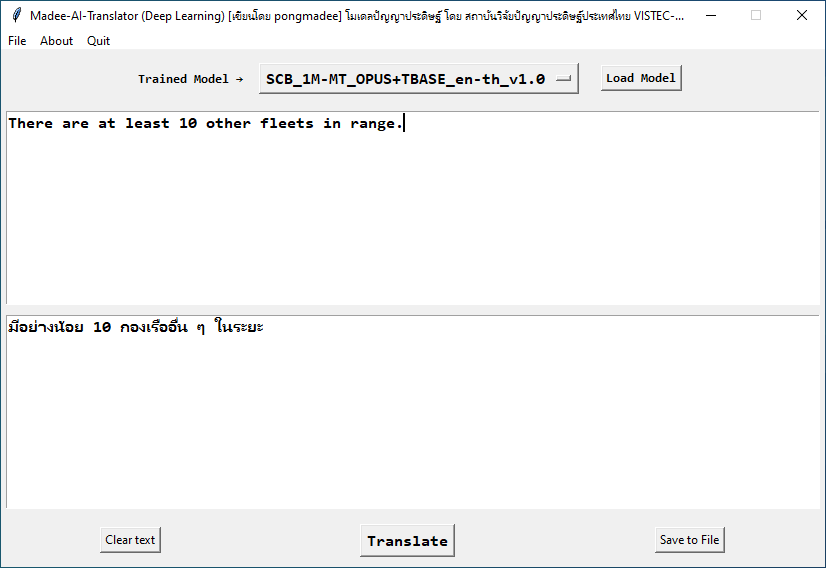 Madee-AI-Translator (Deep Learning) [เขียนโดย pongmadee] โมเดลปัญญาประดิษฐ์ โดย สถาบันวิจัยปัญญาประดิษฐ์ประเทศไทย VISTEC-...
File About Quit
Trained Model → SCB_1M-MT_OPUS+TBASE_en-th_v1.0 Load Model
There are at least 10 other fleets in range.
มีอย่างน้อย 10 กองเรืออื่น ๆ ในระยะ
Clear text Translate Save to File